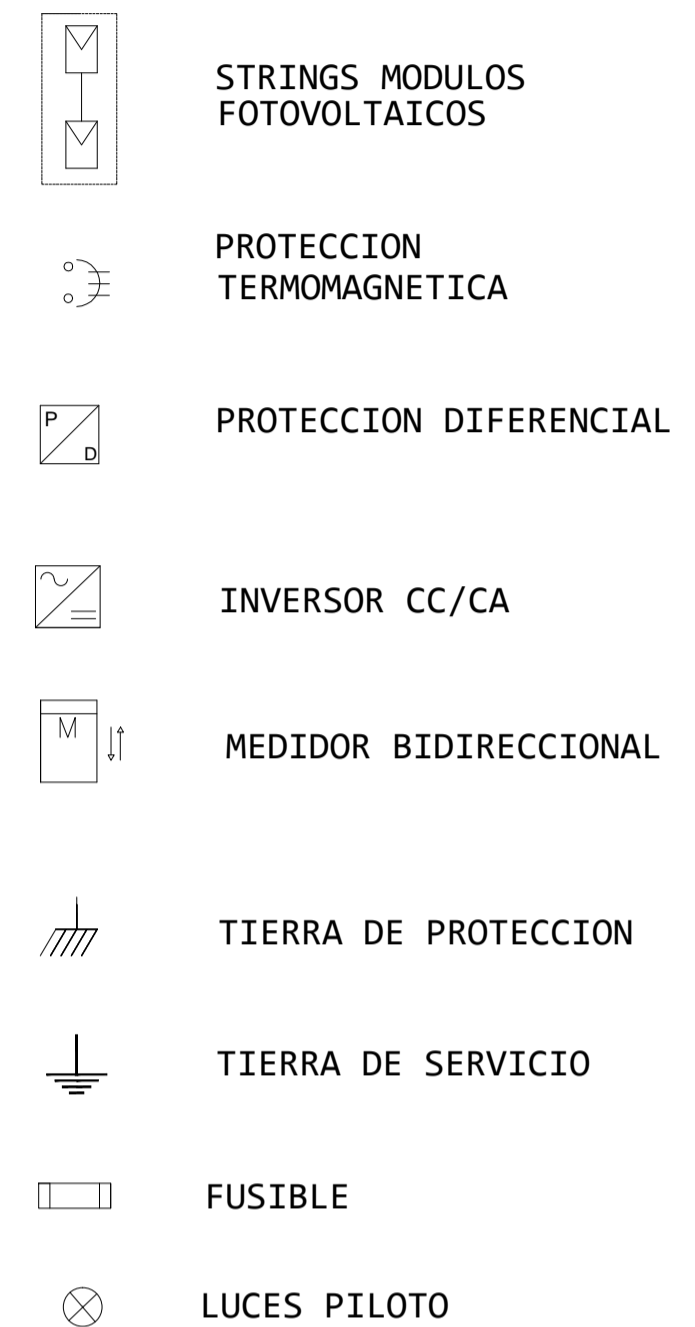 STRINGS MODULOS
FOTOVOLTAICOS
PROTECCION
TERMOMAGNETICA
P
D
PROTECCION DIFERENCIAL
INVERSOR CC/CA
M
MEDIDOR BIDIRECCIONAL
TIERRA DE PROTECCION
TIERRA DE SERVICIO
FUSIBLE
LUCES PILOTO